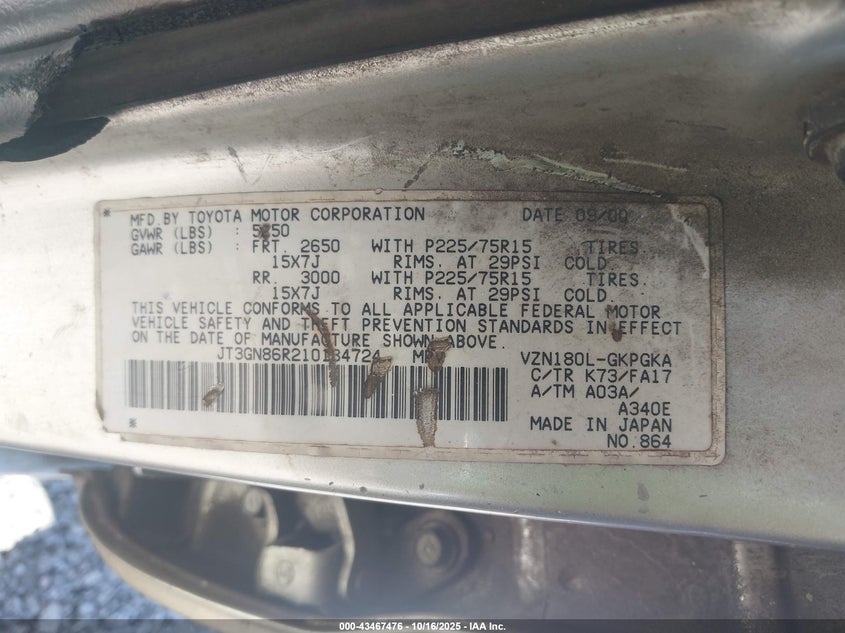 * MFD.BY TOYOTA MOTOR CORPORATION DATE 09/00
GVWR (LBS) :
GAWR (LBS) : FRT. 2650 WITH P225/75R15 TIRES.
15X7J RIMS. AT 29PSI COLD.
RR. 3000 WITH P225/75R15 TIRES.
15X7J RIMS. AT 29PSI COLD.
THIS VEHICLE CONFORMS TO ALL APPLICABLE FEDERAL MOTOR
VEHICLE SAFETY AND THEFT PREVENTION STANDARDS IN EFFECT
ON THE DATE OF MANUFACTURE SHOWN ABOVE.
JT3GN86R210184724 VZN180L-GKPGKA
C/TR K73/FA17
A/TM A03A/
A340E
* MADE IN JAPAN
NO.864
000-43467476 | 10/16/2025 | IAA Inc.